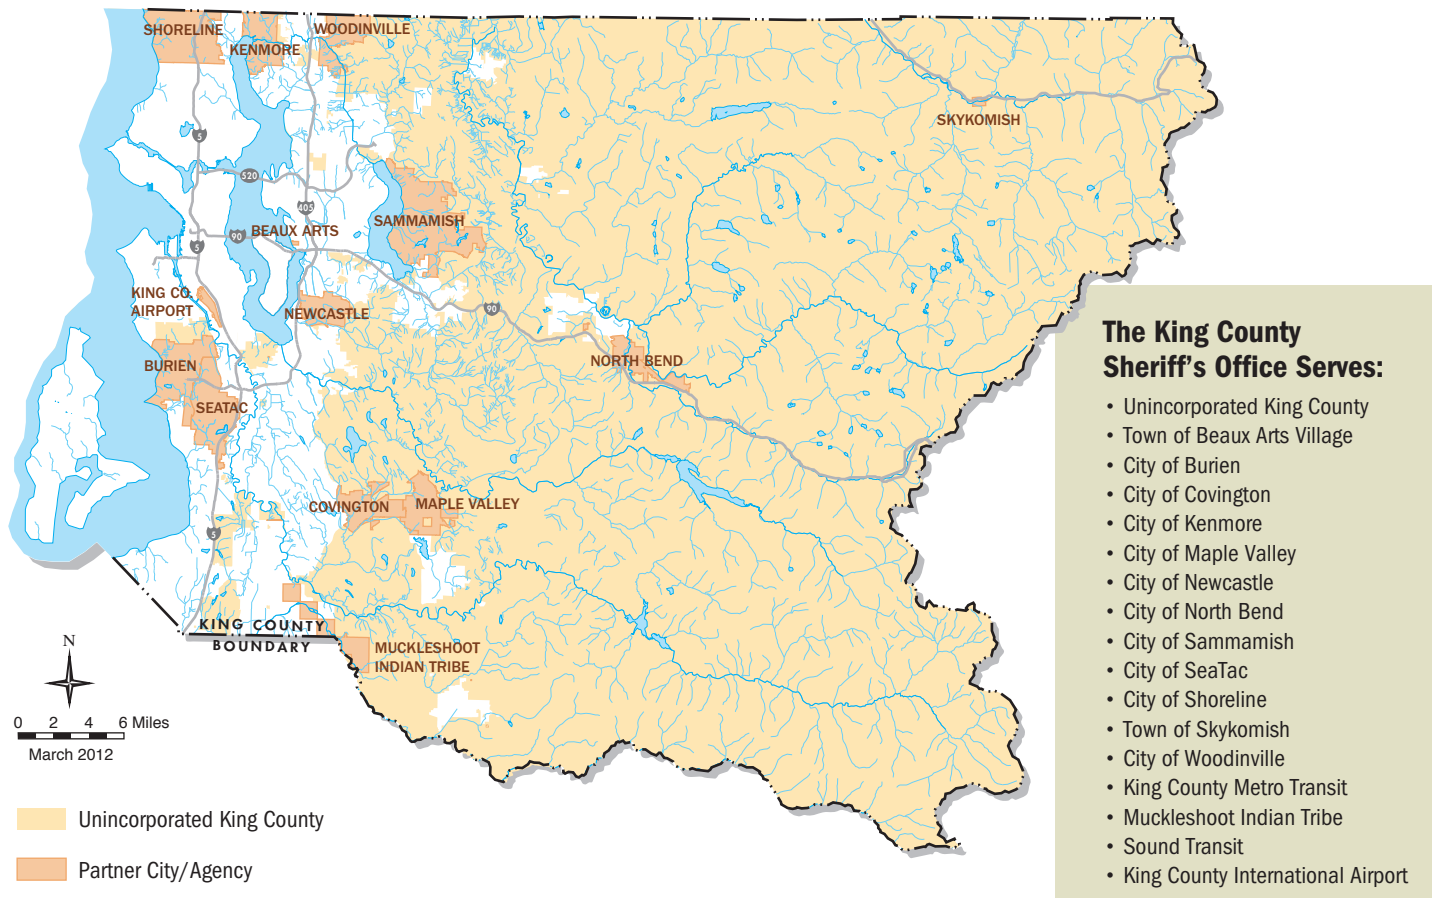 SHORELINE
KENMORE
WOODINVILLE
SKYKOMISH
5
520
405
SAMMAMISH
90
BEAUX ARTS
5
KING CO.
AIRPORT
NEWCASTLE
90
BURIEN
NORTH BEND
SEATAC
COVINGTON
MAPLE VALLEY
5
KING COUNTY
BOUNDARY
MUCKLESHOOT
INDIAN TRIBE
N
0 2 4 6 Miles
March 2012
Unincorporated King County
Partner City/Agency
The King County
Sheriff's Office Serves:
• Unincorporated King County
• Town of Beaux Arts Village
• City of Burien
• City of Covington
• City of Kenmore
• City of Maple Valley
• City of Newcastle
• City of North Bend
• City of Sammamish
• City of SeaTac
• City of Shoreline
• Town of Skykomish
• City of Woodinville
• King County Metro Transit
• Muckleshoot Indian Tribe
• Sound Transit
• King County International Airport